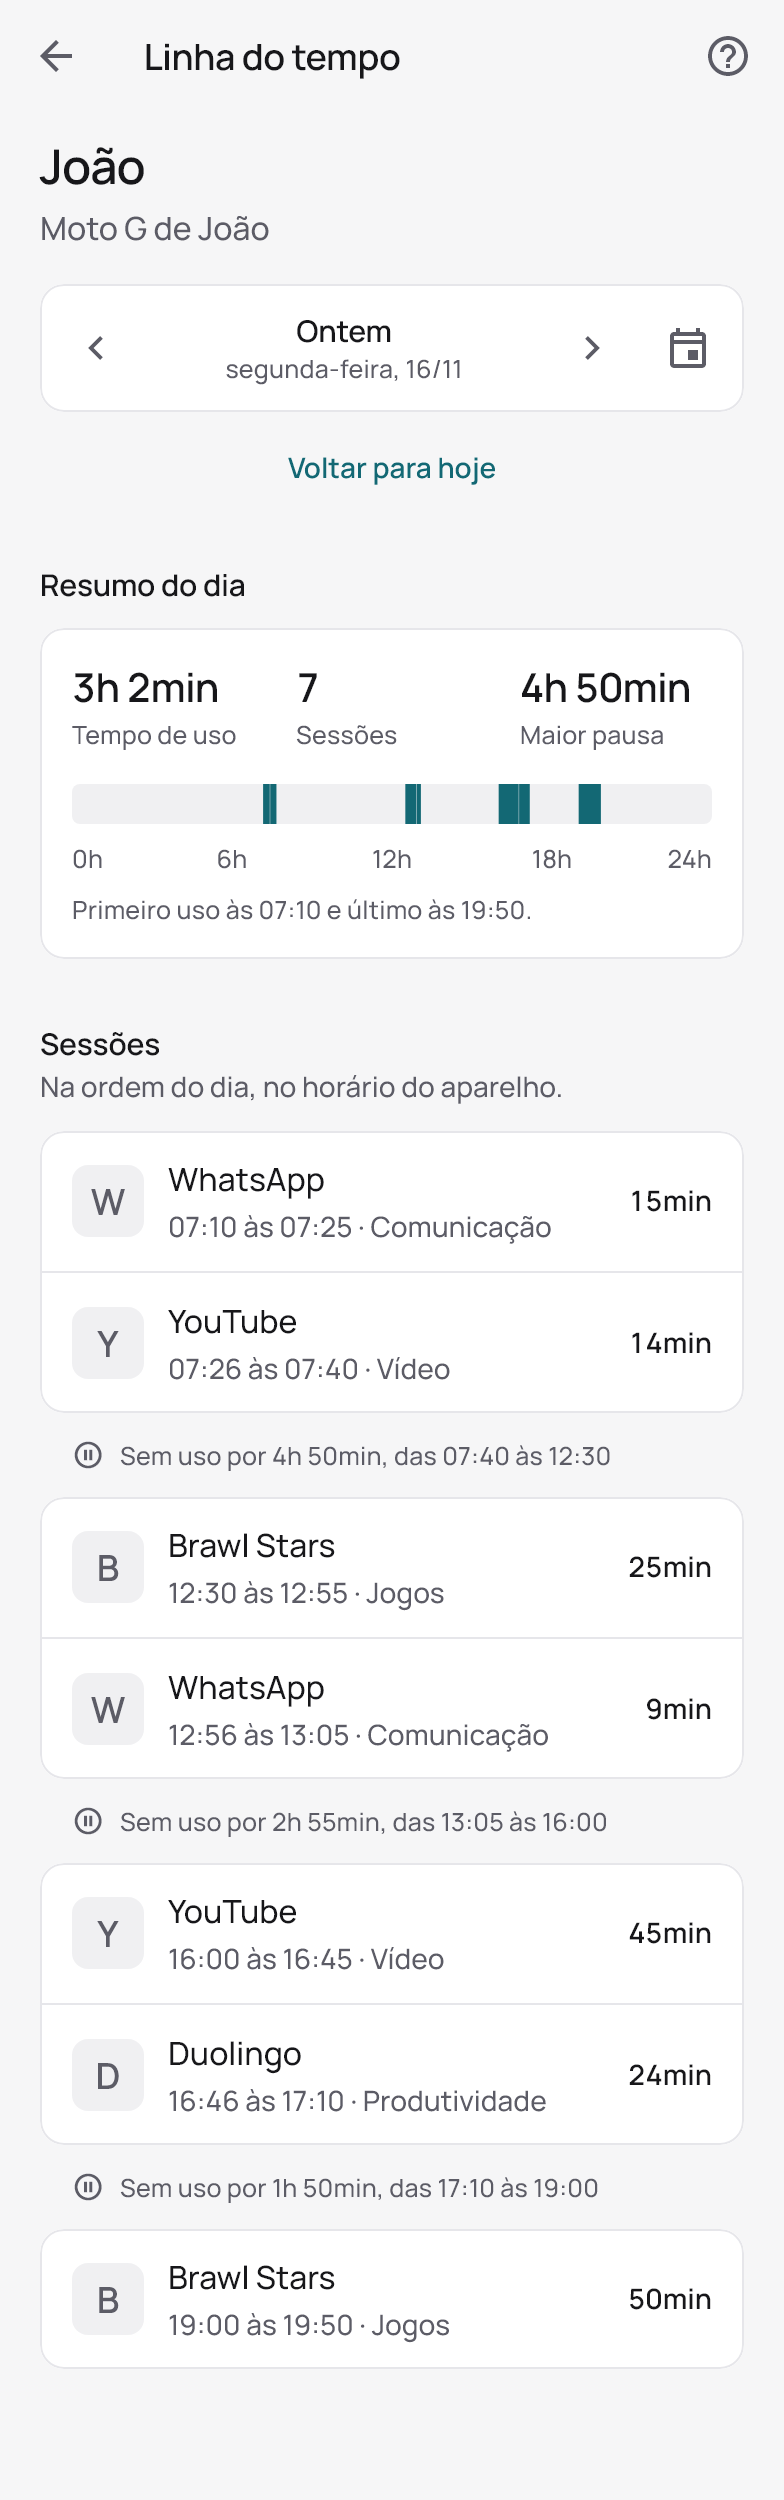 Linha do tempo
João
Moto G de João
Ontem
segunda-feira, 16/11
Voltar para hoje
Resumo do dia
3h 2min 7 4h 50min
Tempo de uso Sessões Maior pausa
0h 6h 12h 18h 24h
Primeiro uso às 07:10 e último às 19:50.
Sessões
Na ordem do dia, no horário do aparelho.
W
WhatsApp
07:10 às 07:25 · Comunicação
15min
Y
YouTube
07:26 às 07:40 · Vídeo
14min
Sem uso por 4h 50min, das 07:40 às 12:30
B
Brawl Stars
12:30 às 12:55 · Jogos
25min
W
WhatsApp
12:56 às 13:05 · Comunicação
9min
Sem uso por 2h 55min, das 13:05 às 16:00
Y
YouTube
16:00 às 16:45 · Vídeo
45min
D
Duolingo
16:46 às 17:10 · Produtividade
24min
Sem uso por 1h 50min, das 17:10 às 19:00
B
Brawl Stars
19:00 às 19:50 · Jogos
50min